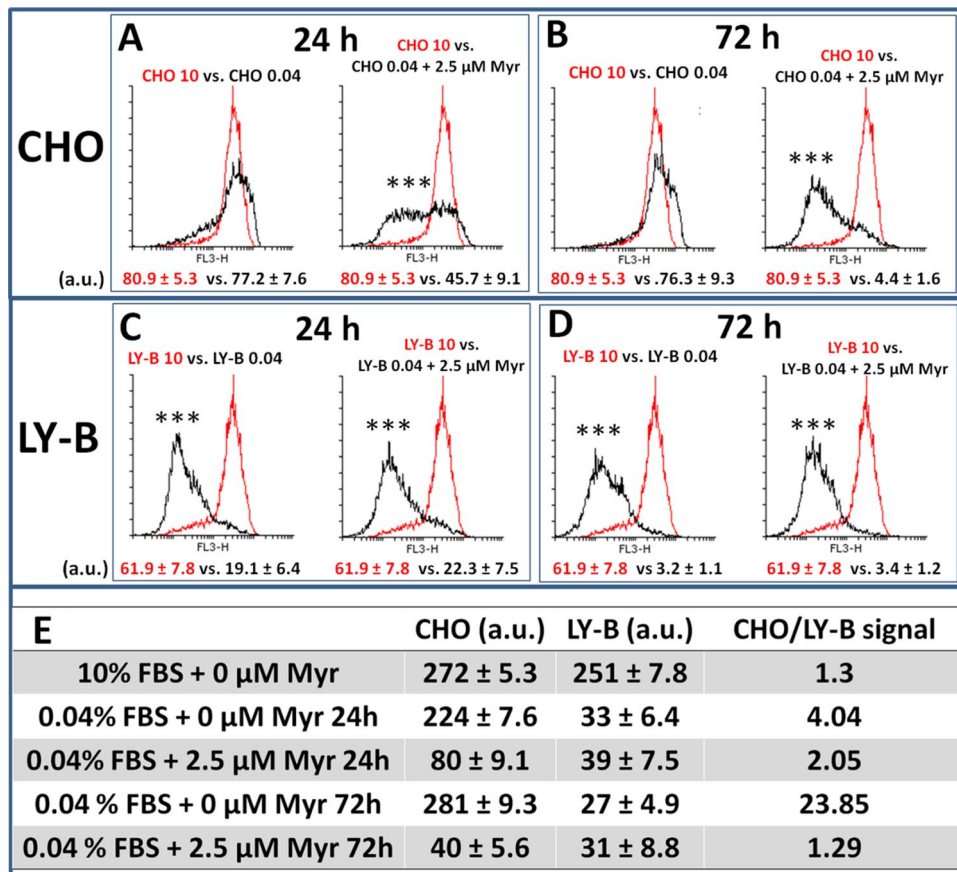 A
24 h
CHO 10 vs. CHO 0.04
CHO 10 vs.
CHO 0.04 + 2.5 μM Myr
***
FL3-H
FL3-H
(a.u.)
80.9 ± 5.3 vs. 77.2 ± 7.6
80.9 ± 5.3 vs. 45.7 ± 9.1
B
72 h
CHO 10 vs. CHO 0.04
CHO 10 vs.
CHO 0.04 + 2.5 μM Myr
***
FL3-H
FL3-H
80.9 ± 5.3 vs .76.3 ± 9.3
80.9 ± 5.3 vs. 4.4 ± 1.6
CHO
C
24 h
LY-B 10 vs. LY-B 0.04
LY-B 10 vs.
LY-B 0.04 + 2.5 μM Myr
***
***
FL3-H
FL3-H
(a.u.)
61.9 ± 7.8 vs. 19.1 ± 6.4
61.9 ± 7.8 vs. 22.3 ± 7.5
D
72 h
LY-B 10 vs. LY-B 0.04
LY-B 10 vs.
LY-B 0.04 + 2.5 μM Myr
***
***
FL3-H
FL3-H
61.9 ± 7.8 vs 3.2 ± 1.1
61.9 ± 7.8 vs 3.4 ± 1.2
LY-B
E
CHO (a.u.) LY-B (a.u.) CHO/LY-B signal
10% FBS + 0 μM Myr 272 ± 5.3 251 ± 7.8 1.3
0.04% FBS + 0 μM Myr 24h 224 ± 7.6 33 ± 6.4 4.04
0.04% FBS + 2.5 μM Myr 24h 80 ± 9.1 39 ± 7.5 2.05
0.04 % FBS + 0 μM Myr 72h 281 ± 9.3 27 ± 4.9 23.85
0.04 % FBS + 2.5 μM Myr 72h 40 ± 5.6 31 ± 8.8 1.29